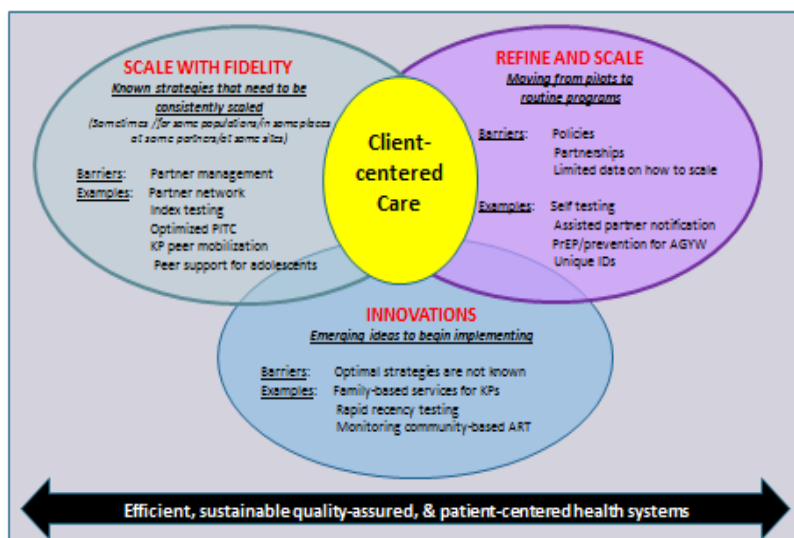 SCALE WITH FIDELITY
Known strategies that need to be
consistently scaled
(Sometimes /for some populations/in some places
at some partners/at some sites)
Barriers: Partner management
Examples: Partner network
Index testing
Optimized PITC
KP peer mobilization
Peer support for adolescents
Client-
centered
Care
REFINE AND SCALE
Moving from pilots to
routine programs
Barriers: Policies
Partnerships
Limited data on how to scale
Examples: Self testing
Assisted partner notification
PrEP/prevention for AGYW
Unique IDs
INNOVATIONS
Emerging ideas to begin implementing
Barriers: Optimal strategies are not known
Examples: Family-based services for KPs
Rapid recency testing
Monitoring community-based ART
Efficient, sustainable quality-assured, & patient-centered health systems